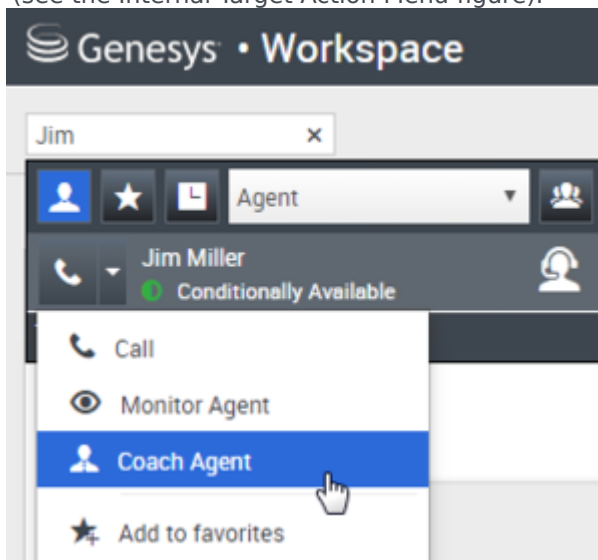 (see the Internal Target Action Menu figure).
Genesys • Workspace
Jim ×
Agent
Jim Miller
Conditionally Available
Call
Monitor Agent
Coach Agent
Add to favorites